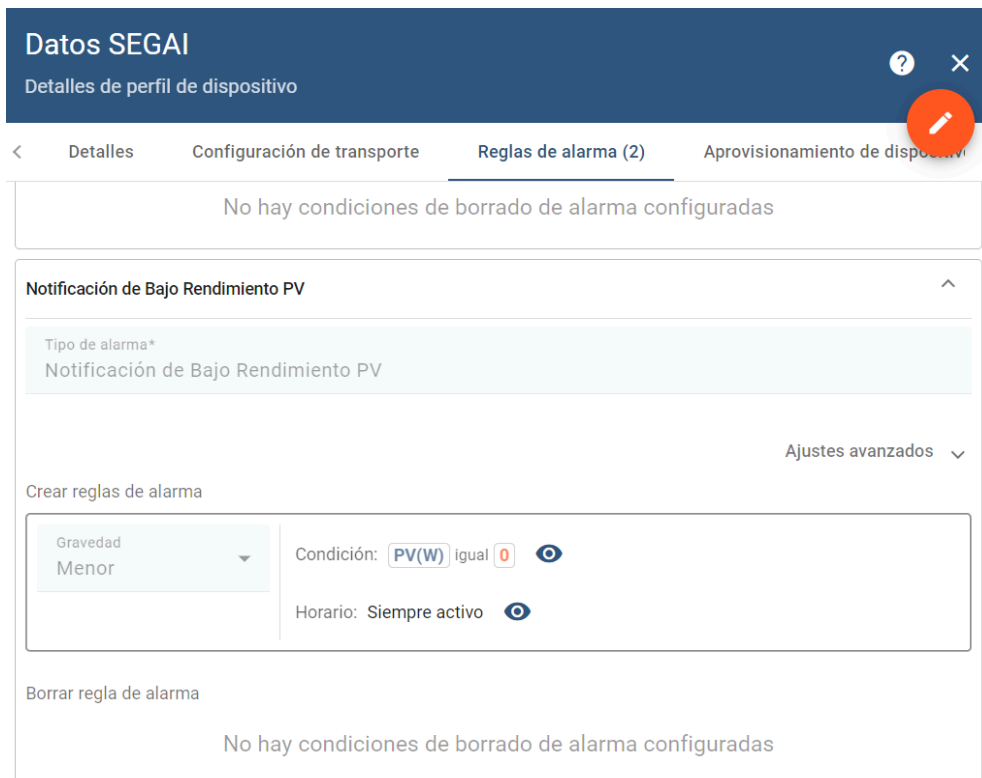 Datos SEGAI
Detalles de perfil de dispositivo
Detalles Configuración de transporte Reglas de alarma (2) Aprovisionamiento de
No hay condiciones de borrado de alarma configuradas
Notificación de Bajo Rendimiento PV
Tipo de alarma*
Notificación de Bajo Rendimiento PV
Ajustes avanzados
Crear reglas de alarma
Gravedad
Menor
Condición: PV(W) igual 0
Horario: Siempre activo
Borrar regla de alarma
No hay condiciones de borrado de alarma configuradas